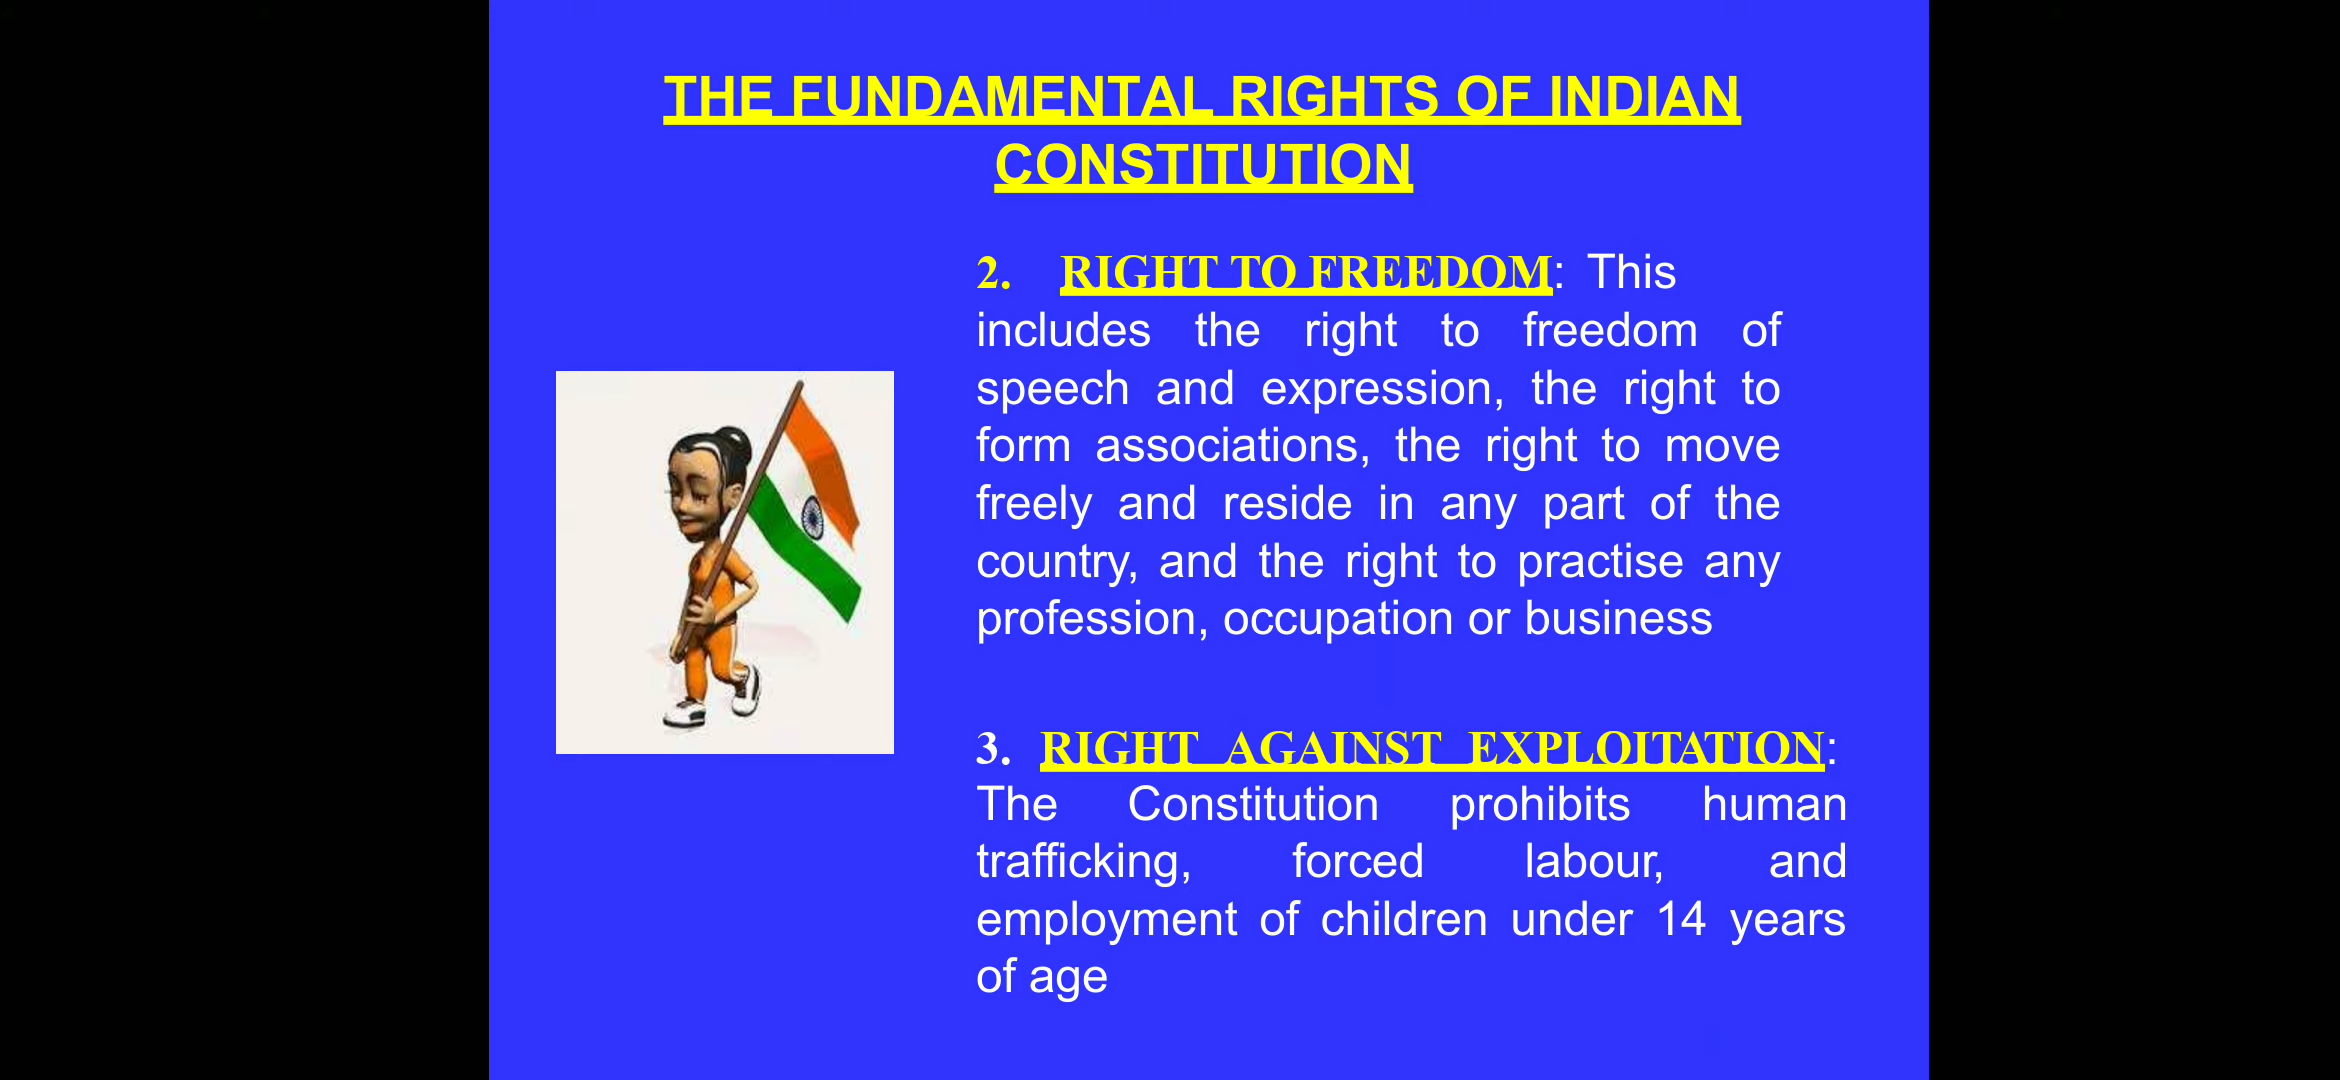 THE FUNDAMENTAL RIGHTS OF INDIAN
CONSTITUTION
2. RIGHT TO FREEDOM: This
includes the right to freedom of
speech and expression, the right to
form associations, the right to move
freely and reside in any part of the
country, and the right to practise any
profession, occupation or business
3. RIGHT AGAINST EXPLOITATION:
The Constitution prohibits human
trafficking, forced labour, and
employment of children under 14 years
of age